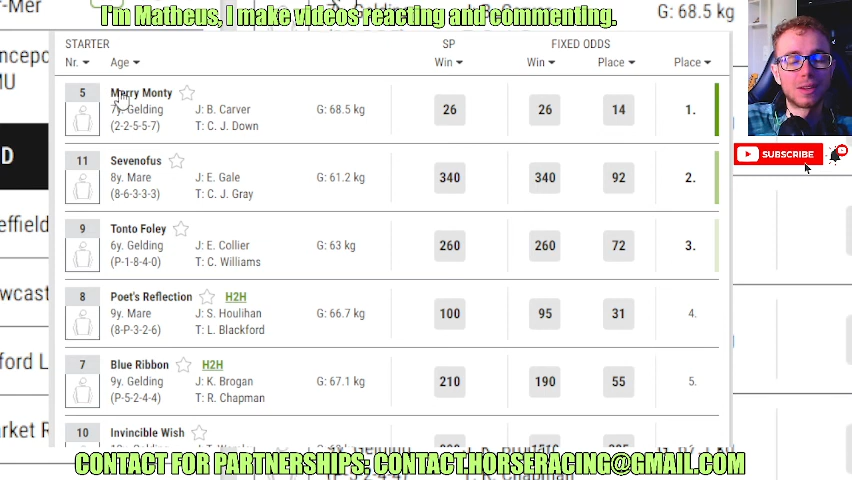 I'm Matheus, I make videos reacting and commenting.
-Mer
G: 68.5 kg
STARTER SP FIXED ODDS
Nr. Age Win Win Place Place
5 Merry Monty
7y. Gelding J: B. Carver G: 68.5 kg 26 26 14 1.
(2-2-5-5-7) T: C. J. Down
SUBSCRIBE
11 Sevenofus
8y. Mare J: E. Gale G: 61.2 kg 340 340 92 2.
(8-6-3-3-3) T: C. J. Gray
9 Tonto Foley
6y. Gelding J: E. Collier G: 63 kg 260 260 72 3.
(P-1-8-4-0) T: C. Williams
8 Poet's Reflection H2H
9y. Mare J: S. Houlihan G: 66.7 kg 100 95 31 4.
(8-P-3-2-6) T: L. Blackford
7 Blue Ribbon H2H
9y. Gelding J: K. Brogan G: 67.1 kg 210 190 55 5.
(P-5-2-4-4) T: R. Chapman
10 Invincible Wish
CONTACT FOR PARTNERSHIPS: CONTACT.HORSERACING@GMAIL.COM